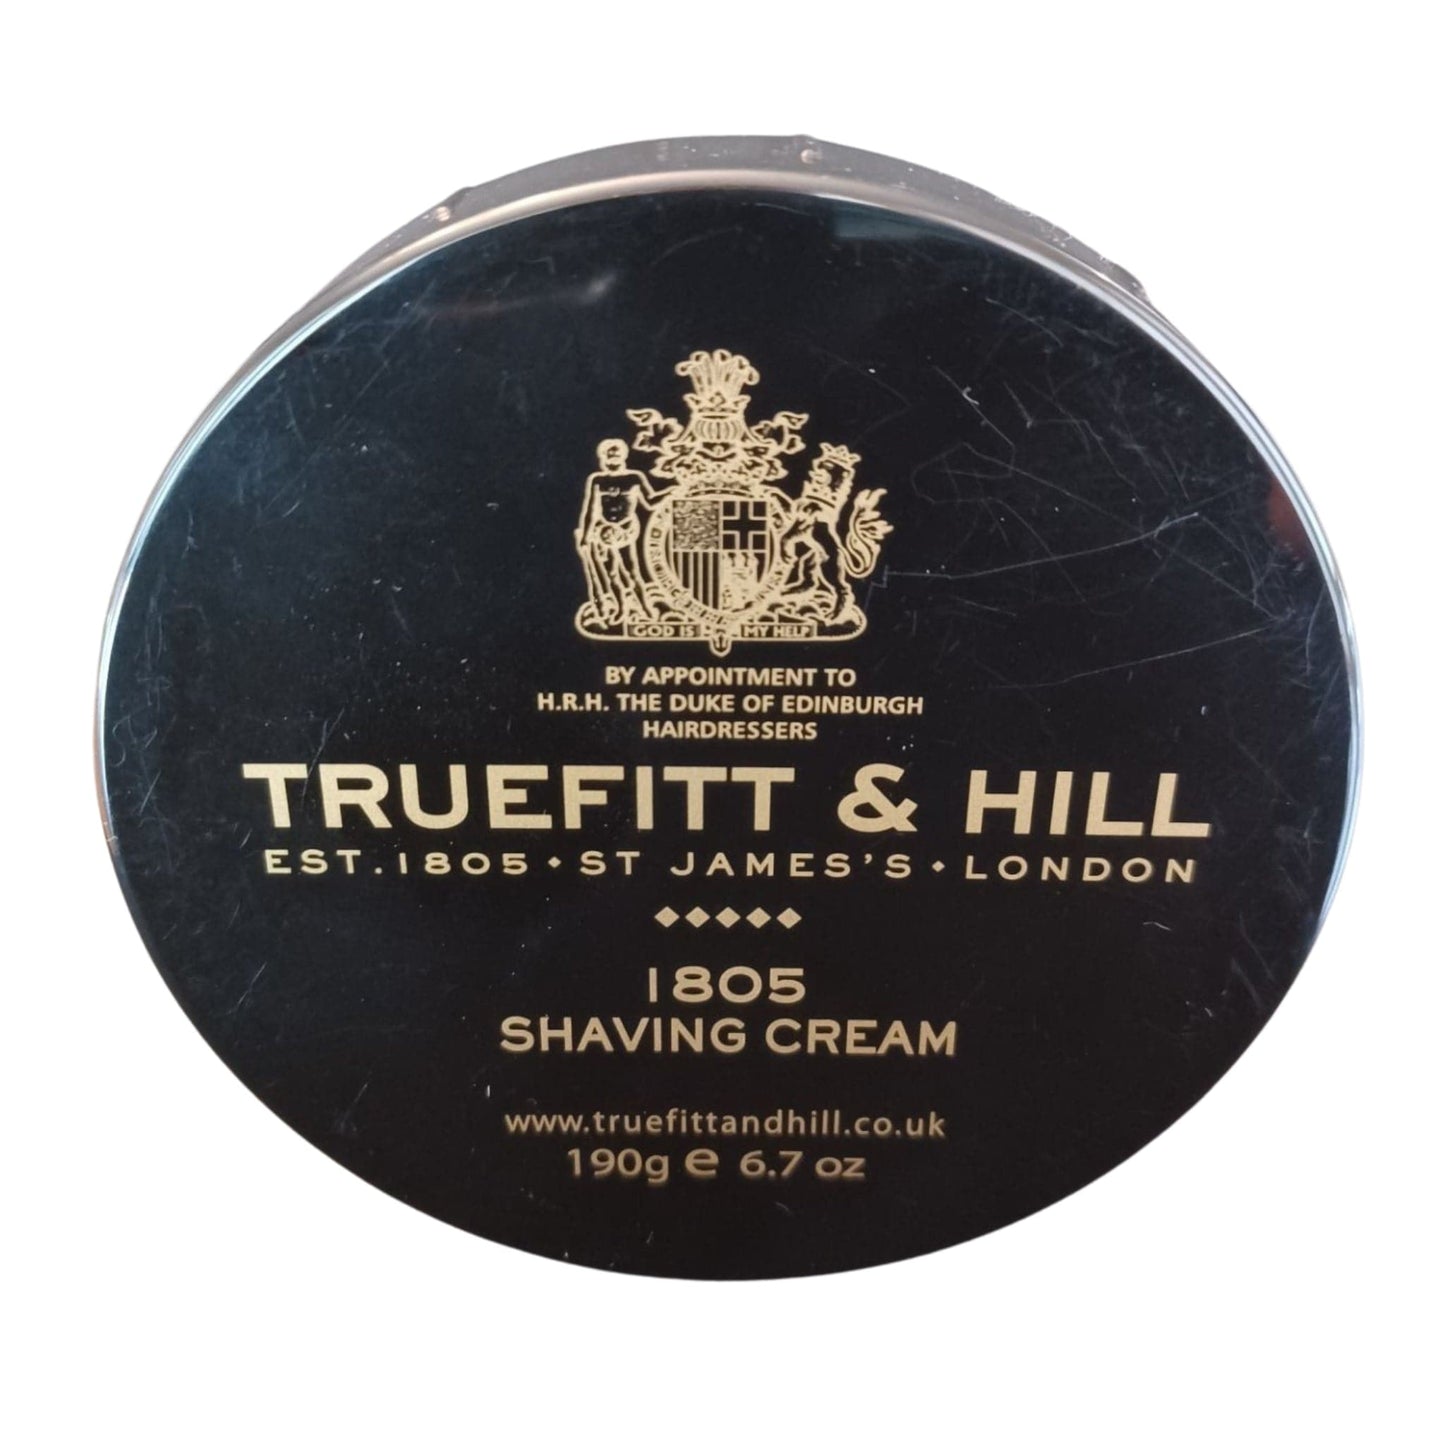 GOD IS MY HELP
BY APPOINTMENT TO
H.R.H. THE DUKE OF EDINBURGH
HAIRDRESSERS
TRUEFITT & HILL
EST.1805 ⬥ ST JAMES'S ⬥ LONDON
1805
SHAVING CREAM
www.truefittandhill.co.uk
190g ℮ 6.7 oz